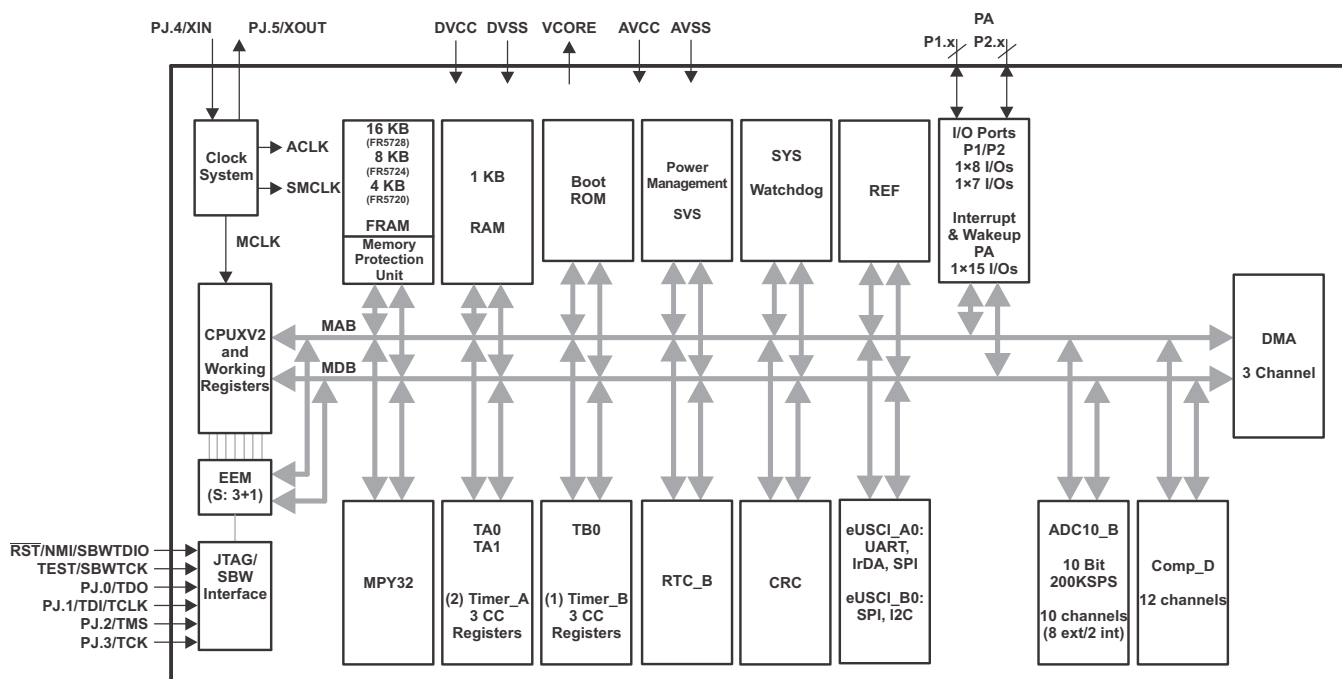 PJ.4/XIN
PJ.5/XOUT
DVCC
DVSS
VCORE
AVCC
AVSS
PA
P1.x
P2.x
Clock
System
ACLK
SMCLK
MCLK
16 KB
(FR5728)
8 KB
(FR5724)
4 KB
(FR5720)
FRAM
Memory
Protection
Unit
1 KB
RAM
Boot
ROM
Power
Management
SVS
SYS
Watchdog
REF
I/O Ports
P1/P2
1×8 I/Os
1×7 I/Os
Interrupt
& Wakeup
PA
1×15 I/Os
CPUXV2
and
Working
Registers
MAB
MDB
DMA
3 Channel
EEM
(S: 3+1)
RST/NMI/SBWTDIO
TEST/SBWTCK
PJ.0/TDO
PJ.1/TDI/TCLK
PJ.2/TMS
PJ.3/TCK
JTAG/
SBW
Interface
MPY32
TA0
TA1
(2) Timer_A
3 CC
Registers
TB0
(1) Timer_B
3 CC
Registers
RTC_B
CRC
eUSCI_A0:
UART,
IrDA, SPI
eUSCI_B0:
SPI, I2C
ADC10_B
10 Bit
200KSPS
10 channels
(8 ext/2 int)
Comp_D
12 channels